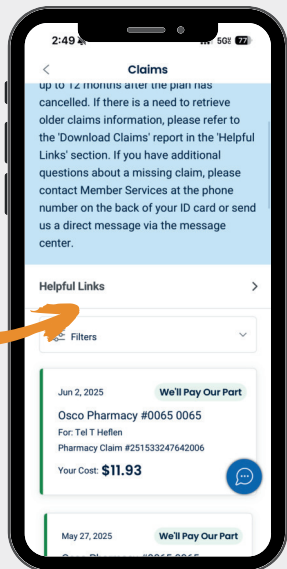 2:49 5G 77
Claims
up to 12 months after the plan has
cancelled. If there is a need to retrieve
older claims information, please refer to
the 'Download Claims' report in the 'Helpful
Links' section. If you have additional
questions about a missing claim, please
contact Member Services at the phone
number on the back of your ID card or send
us a direct message via the message
center.
Helpful Links
Filters
Jun 2, 2025 We'll Pay Our Part
Osco Pharmacy #0065 0065
For: Tel T Heflen
Pharmacy Claim #251533247642006
Your Cost: $11.93
May 27, 2025 We'll Pay Our Part